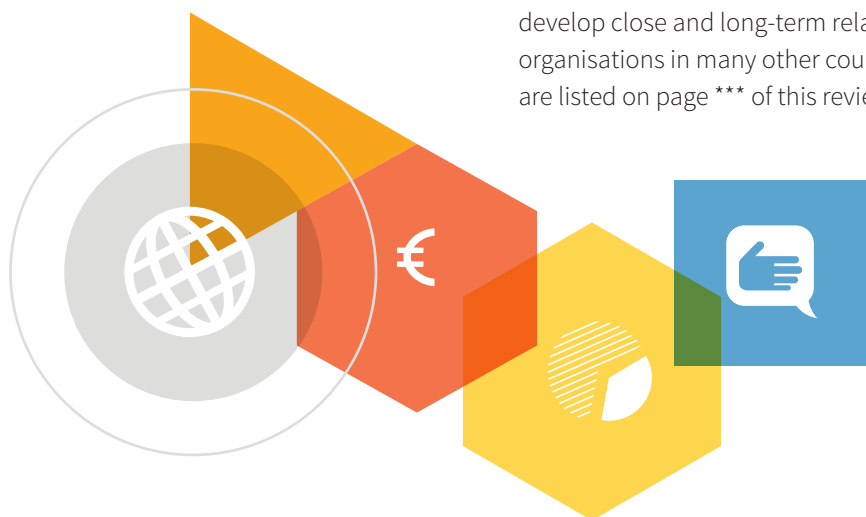 develop close and long-term rela
organisations in many other cou
are listed on page *** of this revie
€